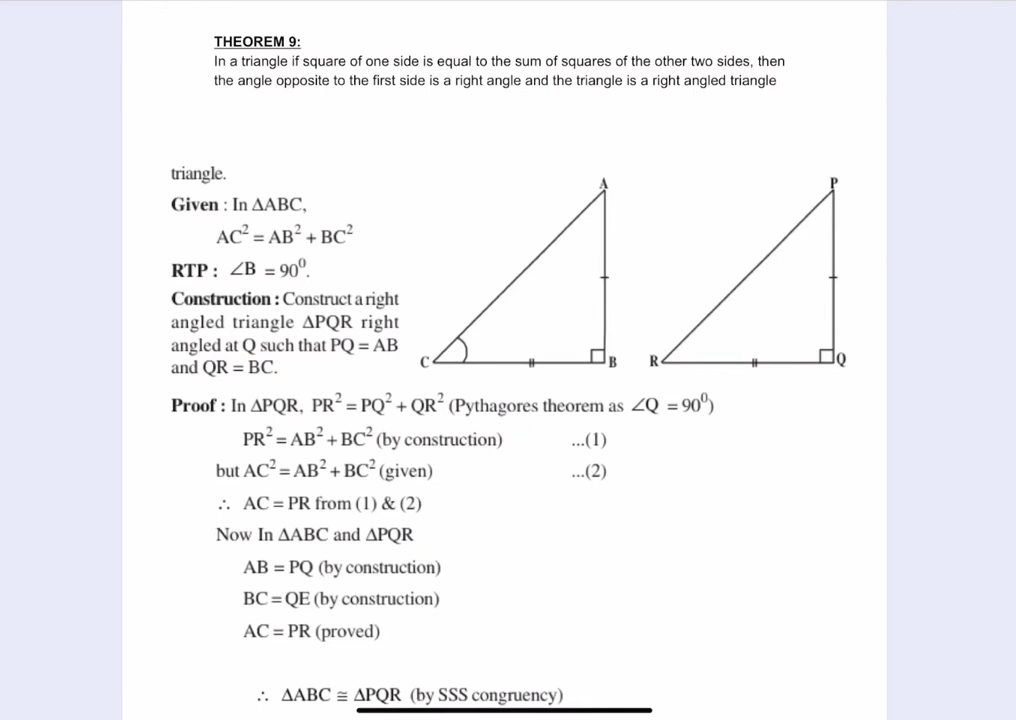 THEOREM 9:
In a triangle if square of one side is equal to the sum of squares of the other two sides, then
the angle opposite to the first side is a right angle and the triangle is a right angled triangle
triangle.
Given : In ΔABC,
AC² = AB² + BC²
RTP : ∠B = 90⁰.
Construction : Construct a right
angled triangle ΔPQR right
angled at Q such that PQ = AB
and QR = BC.
A
C
B
P
R
Q
Proof : In ΔPQR, PR² = PQ² + QR² (Pythagores theorem as ∠Q = 90⁰)
PR² = AB² + BC² (by construction) ...(1)
but AC² = AB² + BC² (given) ...(2)
∴ AC = PR from (1) & (2)
Now In ΔABC and ΔPQR
AB = PQ (by construction)
BC = QE (by construction)
AC = PR (proved)
∴ ΔABC ≅ ΔPQR (by SSS congruency)